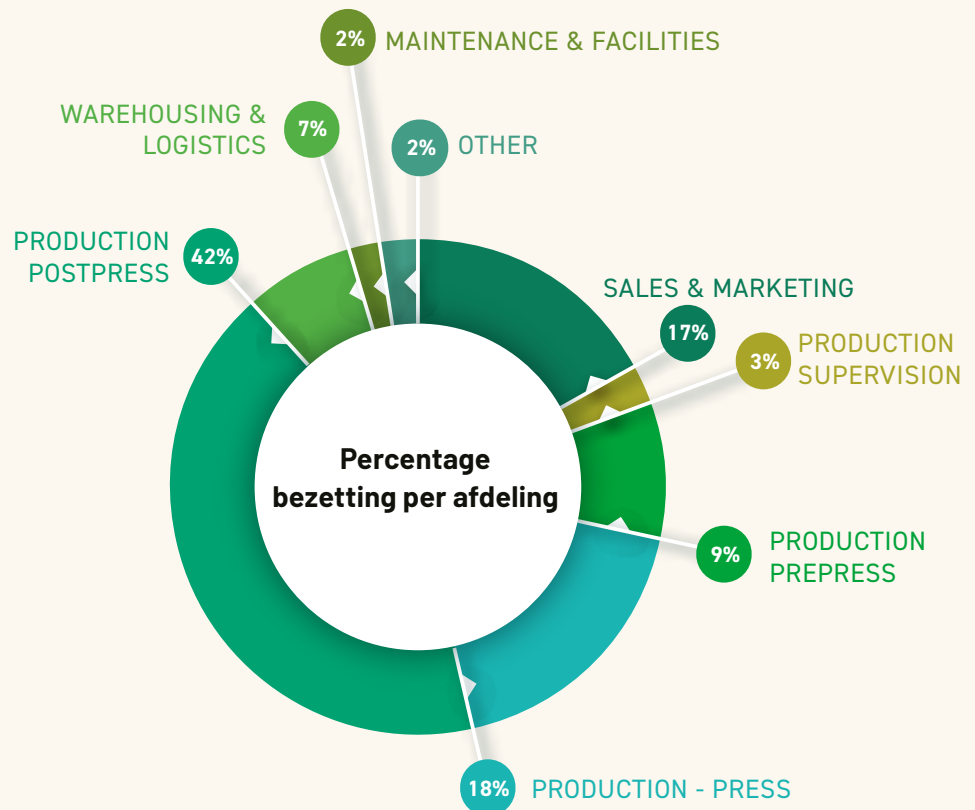 2%
MAINTENANCE & FACILITIES
WAREHOUSING &
LOGISTICS
7%
2%
OTHER
PRODUCTION
POSTPRESS
42%
SALES & MARKETING
17%
PRODUCTION
SUPERVISION
3%
Percentage
bezetting per afdeling
9%
PRODUCTION
PREPRESS
18%
PRODUCTION - PRESS